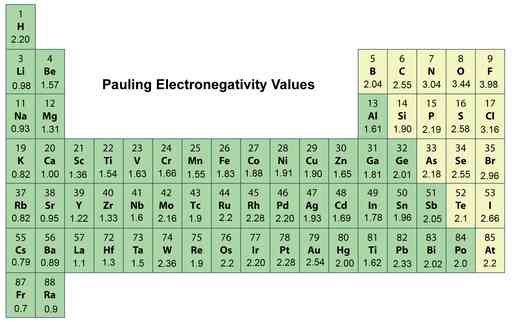 1
H
2.20
3 4 5 6 7 8 9
Li Be B C N O F
Pauling Electronegativity Values
0.98 1.57 2.04 2.55 3.04 3.44 3.98
11 12 13 14 15 16 17
Na Mg Al Si P S Cl
0.93 1.31 1.61 1.90 2.19 2.58 3.16
19 20 21 22 23 24 25 26 27 28 29 30 31 32 33 34 35
K Ca Sc Ti V Cr Mn Fe Co Ni Cu Zn Ga Ge As Se Br
0.82 1.00 1.36 1.54 1.63 1.66 1.55 1.83 1.88 1.91 1.90 1.65 1.81 2.01 2.18 2.55 2.96
37 38 39 40 41 42 43 44 45 46 47 48 49 50 51 52 53
Rb Sr Y Zr Nb Mo Tc Ru Rh Pd Ag Cd In Sn Sb Te I
0.82 0.95 1.22 1.33 1.6 2.16 1.9 2.2 2.28 2.20 1.93 1.69 1.78 1.96 2.05 2.1 2.66
55 56 57 72 73 74 75 76 77 78 79 80 81 82 83 84 85
Cs Ba La Hf Ta W Re Os Ir Pt Au Hg Ti Pb Bi Po At
0.79 0.89 1.1 1.3 1.5 2.36 1.9 2.2 2.20 2.28 2.54 2.00 1.62 2.33 2.02 2.0 2.2
87 88
Fr Ra
0.7 0.9